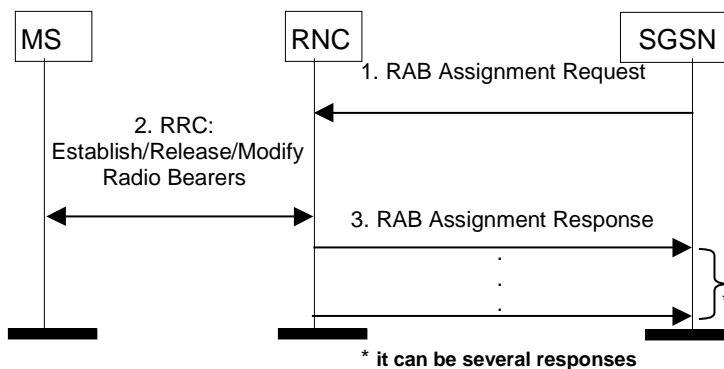 MS
RNC
SGSN
1. RAB Assignment Request
2. RRC:
Establish/Release/Modify
Radio Bearers
3. RAB Assignment Response
.
.
.
*
* it can be several responses